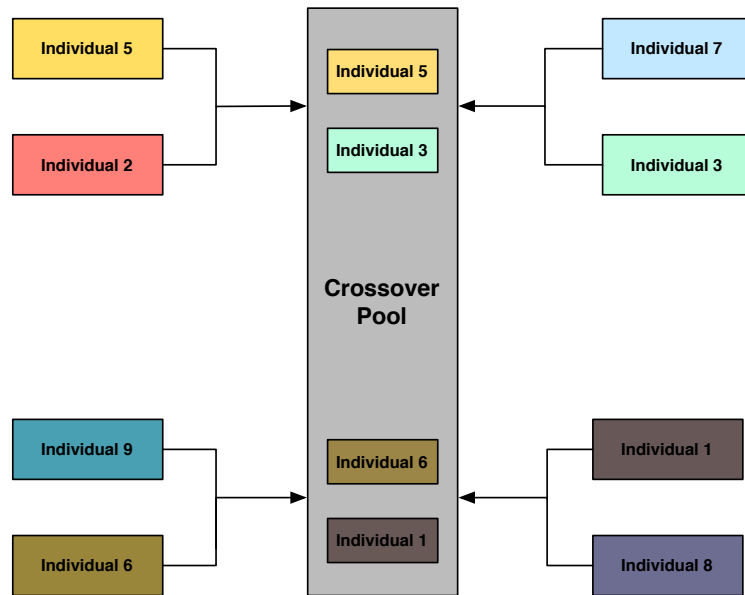 Individual 5
Individual 2
Individual 9
Individual 6
Individual 5
Individual 3
Crossover
Pool
Individual 6
Individual 1
Individual 7
Individual 3
Individual 1
Individual 8